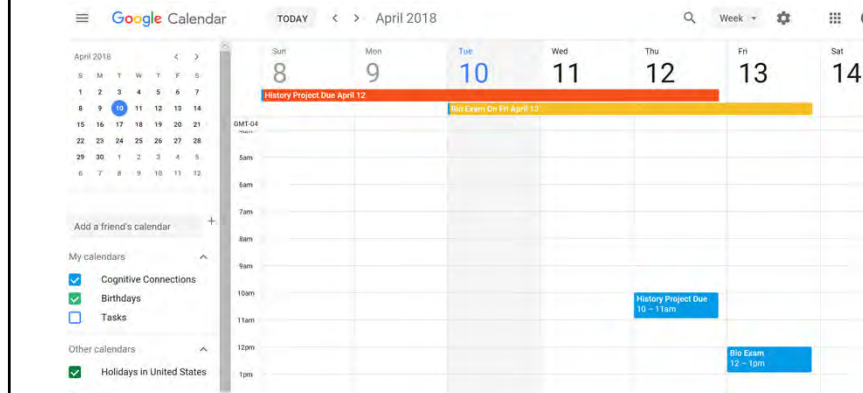 Google Calendar TODAY < > April 2018 Week
April 2018 < >
S M T W T F S
1 2 3 4 5 6 7
8 9 10 11 12 13 14
15 16 17 18 19 20 21
22 23 24 25 26 27 28
29 30 1 2 3 4 5
6 7 8 9 10 11 12
Add a friend's calendar +
My calendars
Cognitive Connections
Birthdays
Tasks
Other calendars
Holidays in United States
Sun Mon Tue Wed Thu Fri Sat
8 9 10 11 12 13 14
History Project Due April 12
Bio Exam On Fri April 13
GMT-04
5am
6am
7am
8am
9am
10am
History Project Due
10 – 11am
11am
12pm
Bio Exam
12 – 1pm
1pm